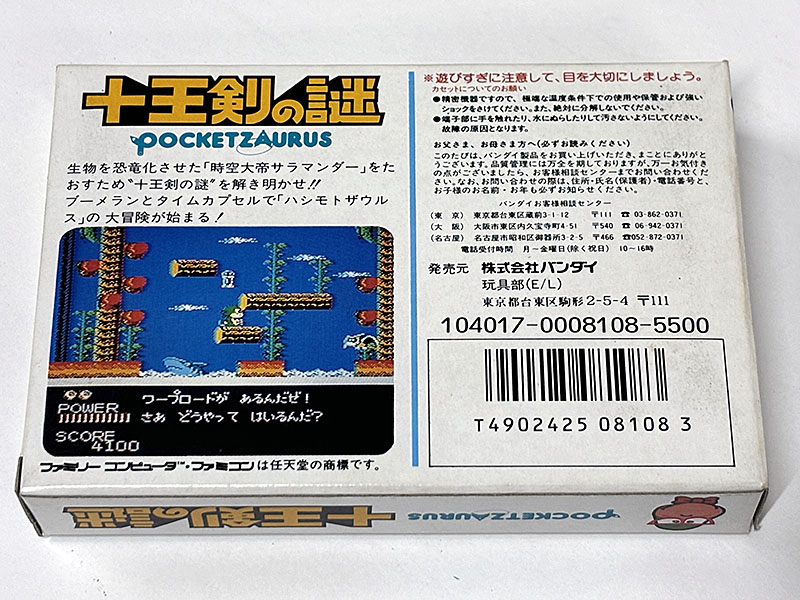 十王剣の謎
POCKETZAURUS
生物を恐竜化させた「時空大帝サラマンダー」をた
おすため"十王剣の謎"を解き明かせ!!
ブーメランとタイムカプセルで「ハシモトザウル
ス」の大冒険が始まる!
POWER
SCORE
4100
ワープロードが あるんだぜ!
さあ どうやって はいるんだ?
ファミリーコンピュータ™・ファミコンは任天堂の商標です。
※遊びすぎに注意して、目を大切にしましょう。
カセットについてのお願い
●精密機器ですので、極端な温度条件下での使用や保管および強い
ショックをさけてください。また、絶対に分解しないでください。
●端子部に手を触れたり、水にぬらしたりして汚さないようにしてください。
故障の原因となります。
お父さま、お母さま方へ(必ずお読みください)
このたびは、バンダイ製品をお買い上げいただき、まことにありがと
うございます。品質管理には万全を期しておりますが、万一お気付き
の点がございましたら、お客様相談センターまでお問い合わせくださ
い。なお、お問い合わせの際は、住所・氏名(保護者)・電話番号と、
お子様のお名前・お年も必ずお知らせください。
バンダイお客様相談センター
(東 京) 東京都台東区蔵前3-1-12 〒111 ☎03-862-0371
(大 阪) 大阪市東区内久宝寺町4-51 〒540 ☎06-942-0371
(名古屋) 名古屋市昭和区御器所3-2-5 〒466 ☎052-872-0371
電話受付時間 月〜金曜日(除く祝日) 10〜16時
発売元 株式会社バンダイ
玩具部(E/L)
東京都台東区駒形2-5-4 〒111
104017-0008108-5500
T4902425 08108 3
十王剣の謎
POCKETZAURUS